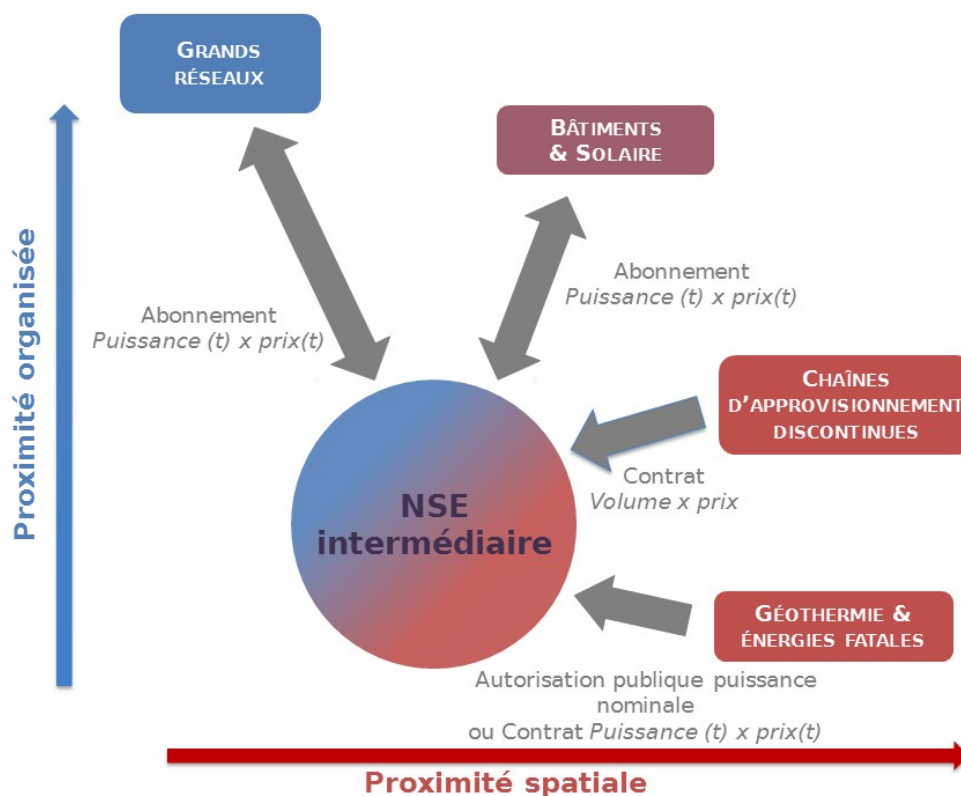 GRANDS
RÉSEAUX
BÂTIMENTS
& SOLAIRE
Abonnement
Puissance (t) x prix(t)
Abonnement
Puissance (t) x prix(t)
CHAÎNES
D’APPROVISIONNEMENT
DISCONTINUES
Contrat
Volume x prix
NSE
intermédiaire
GÉOTHERMIE &
ÉNERGIES FATALES
Autorisation publique puissance
nominale
ou Contrat Puissance (t) x prix(t)
Proximité organisée
Proximité spatiale